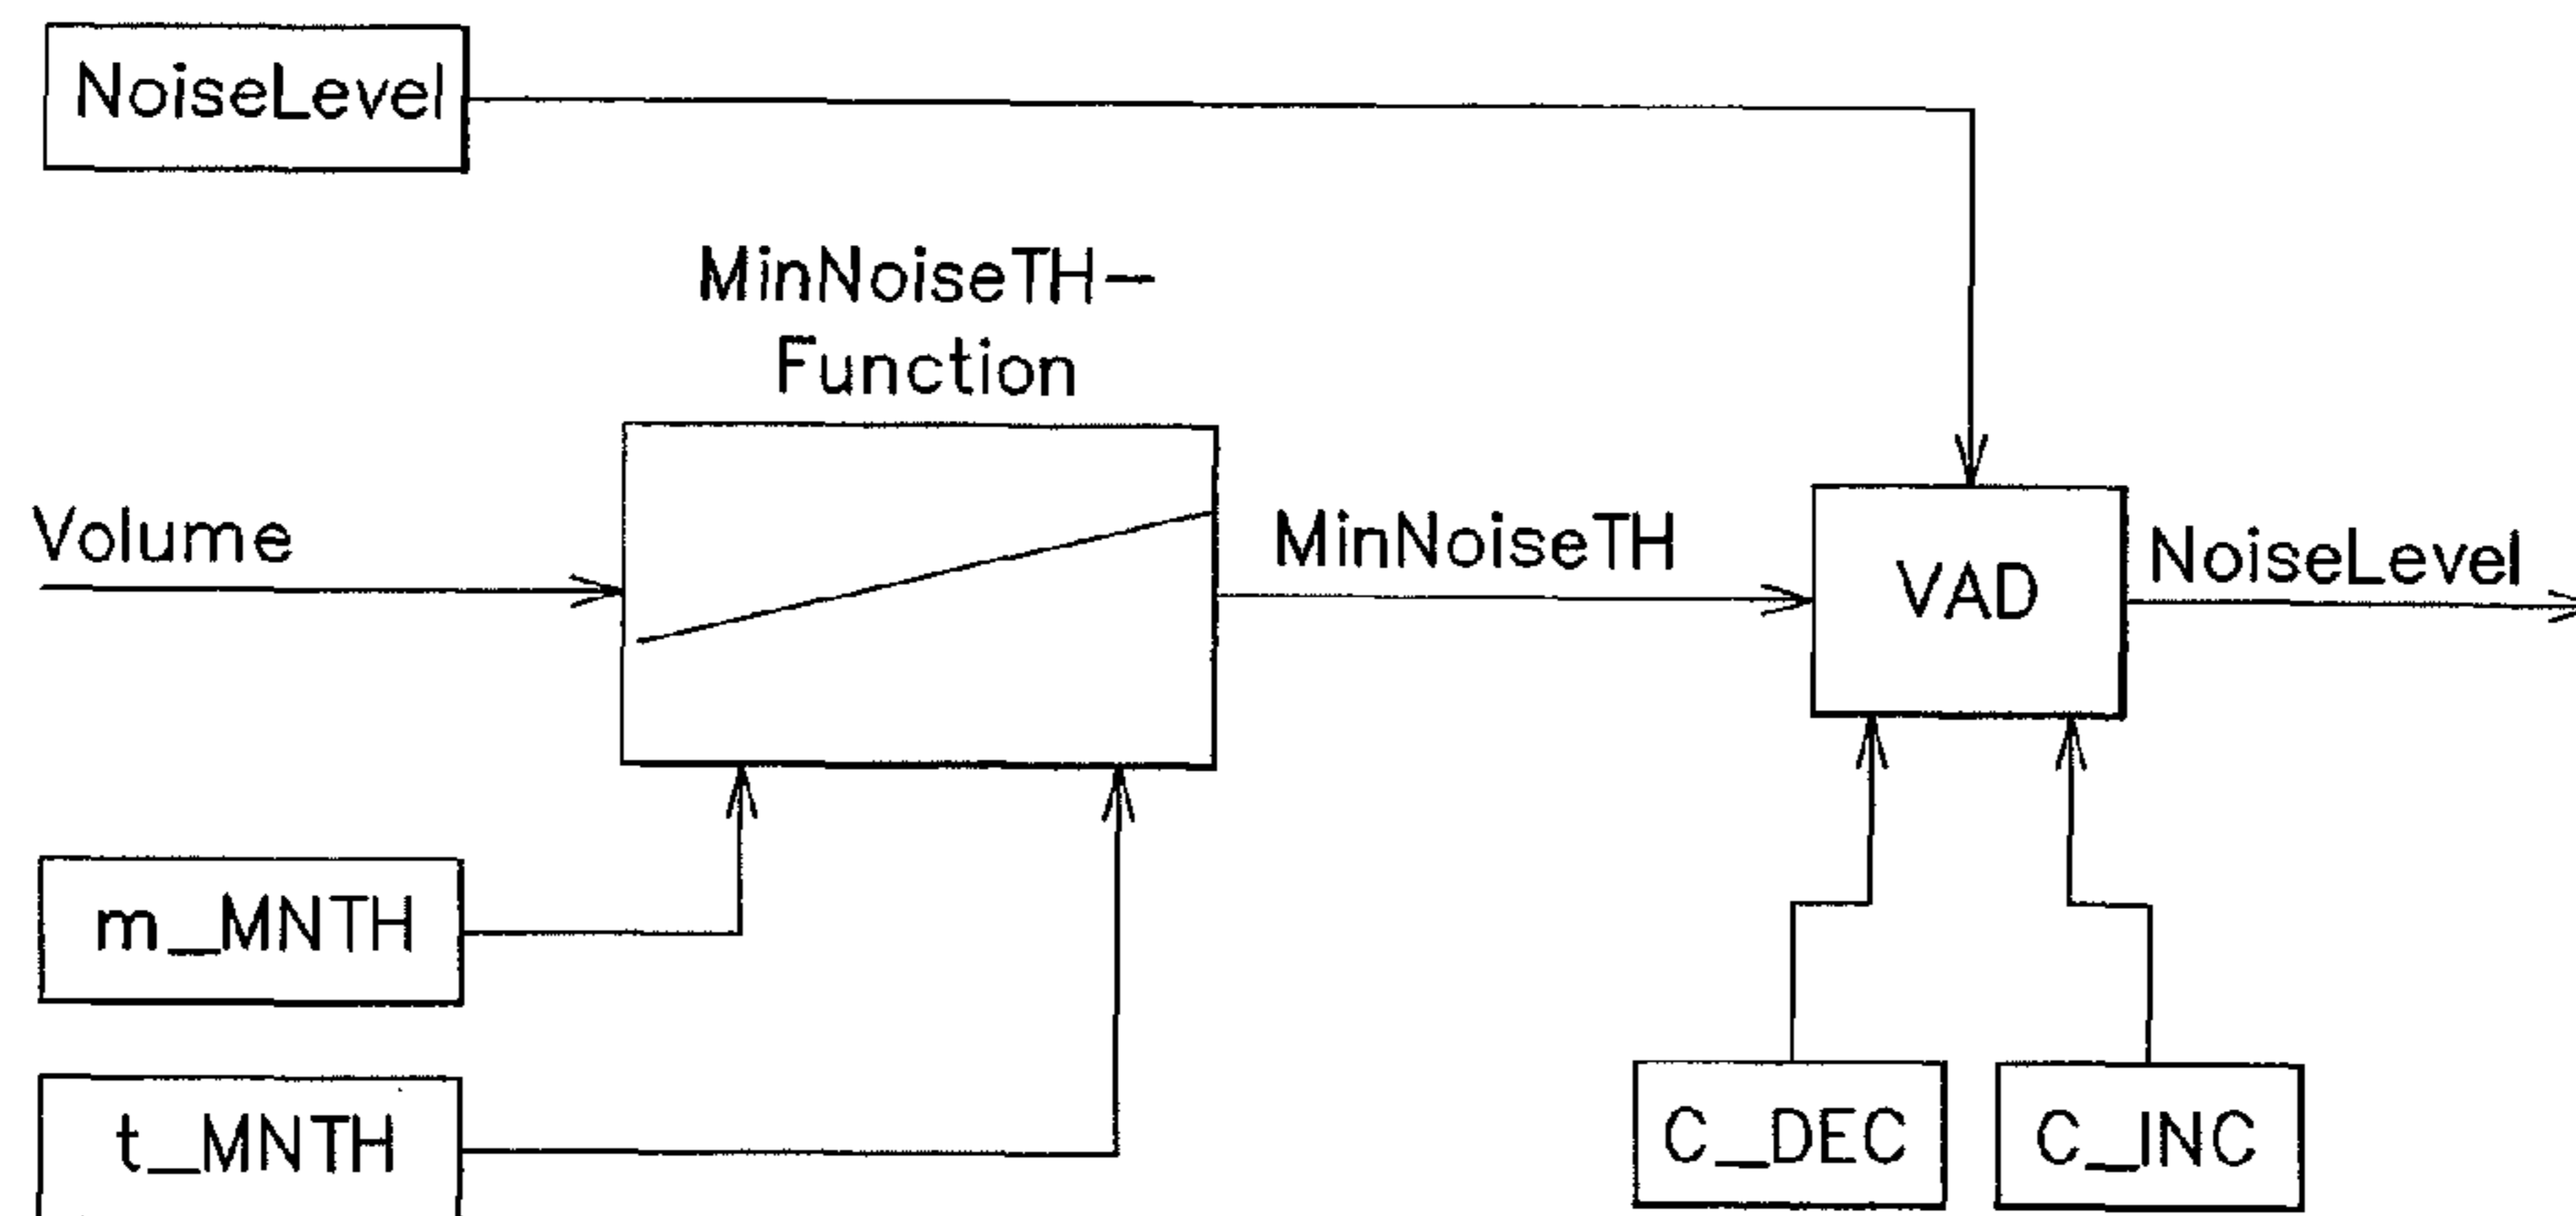 NoiseLevel
MinNoiseTH-
Function
Volume
MinNoiseTH
VAD
NoiseLevel
m_MNTH
t_MNTH
C_DEC
C_INC